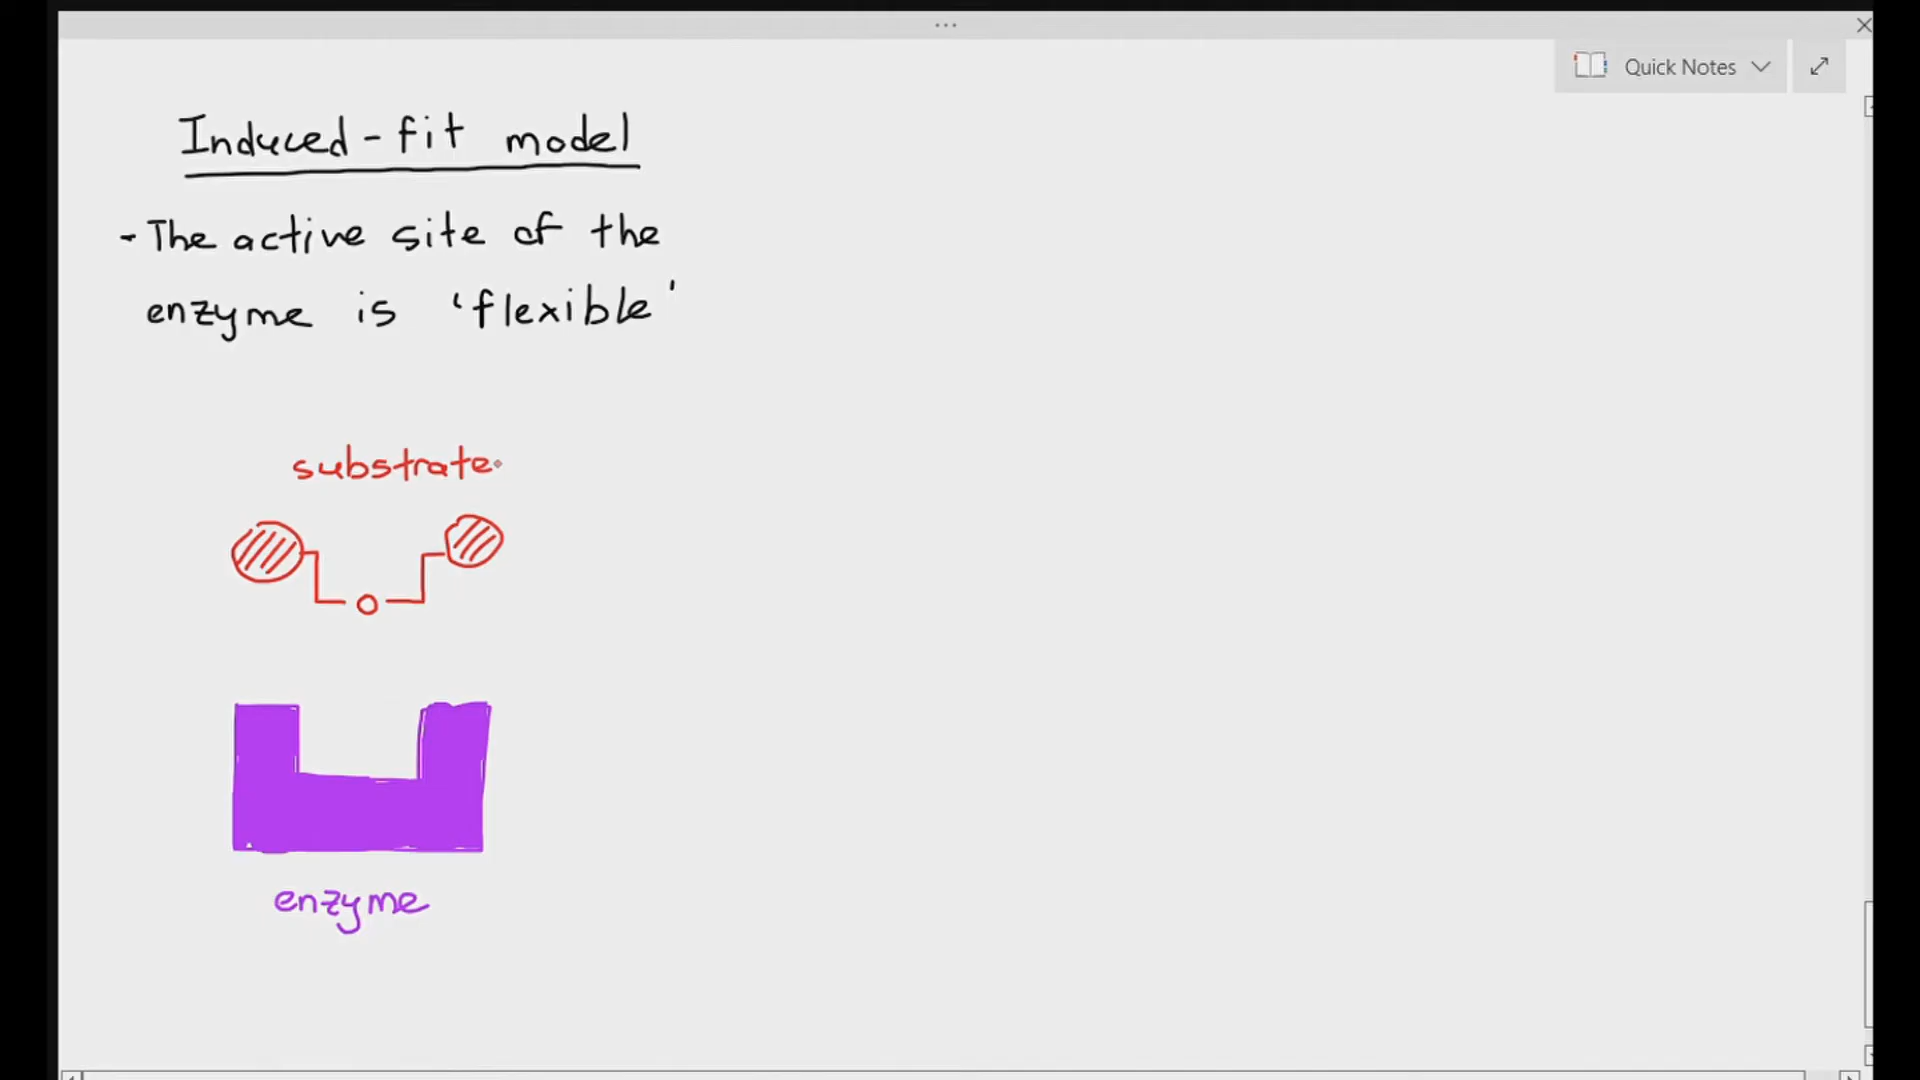 Quick Notes
Induced-fit model
- The active site of the
enzyme is 'flexible'
substrate
enzyme